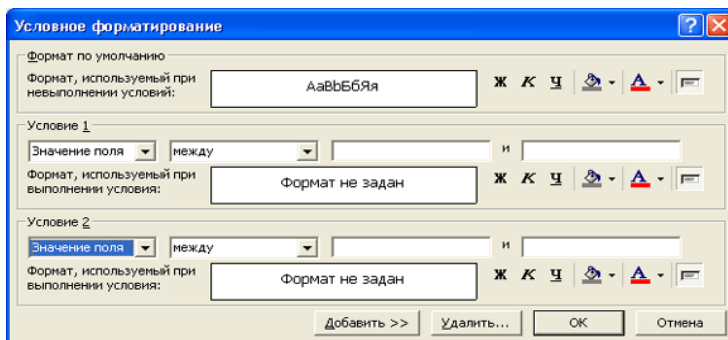 Условное форматирование
Формат по умолчанию
Формат, используемый при
невыполнении условий:
АаВbБбЯя
Ж К Ч А
Условие 1
Значение поля между и
Формат, используемый при
выполнении условия:
Формат не задан
Ж К Ч А
Условие 2
Значение поля между и
Формат, используемый при
выполнении условия:
Формат не задан
Ж К Ч А
Добавить >> Удалить... ОК Отмена